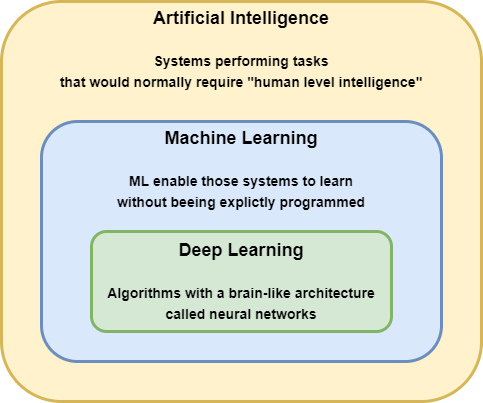 Artificial Intelligence
Systems performing tasks
that would normally require "human level intelligence"
Machine Learning
ML enable those systems to learn
without beeing explictly programmed
Deep Learning
Algorithms with a brain-like architecture
called neural networks